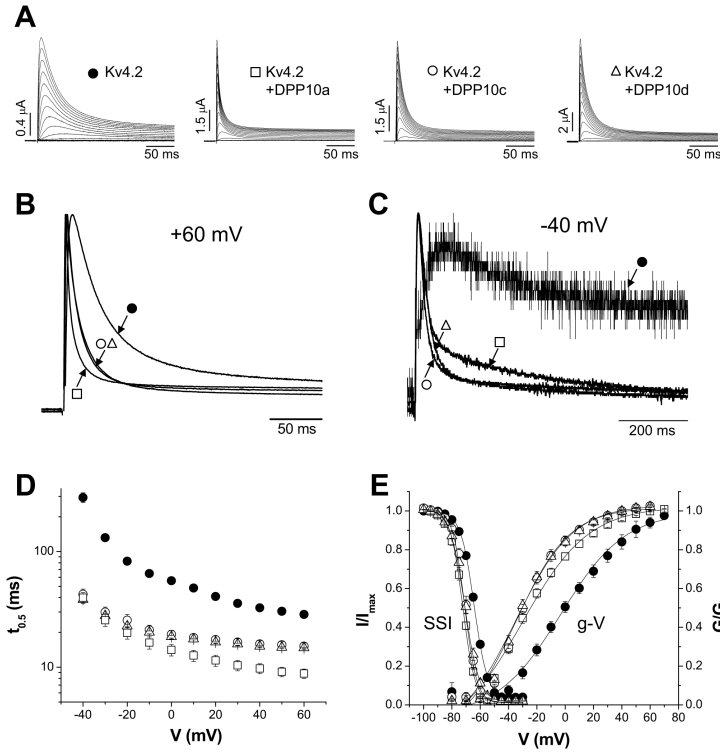 A
Kv4.2
Kv4.2
+DPP10a
Kv4.2
+DPP10c
Kv4.2
+DPP10d
0.4 μA
1.5 μA
1.5 μA
2 μA
50 ms
50 ms
50 ms
50 ms
B
+60 mV
50 ms
C
-40 mV
200 ms
D
100
10
t0.5 (ms)
-40 -20 0 20 40 60
V (mV)
E
1.0 1.0
0.8 0.8
0.6 0.6
0.4 0.4
0.2 0.2
0.0 0.0
I/Imax
SSI
g-V
G/G
-100 -80 -60 -40 -20 0 20 40 60 80
V (mV)